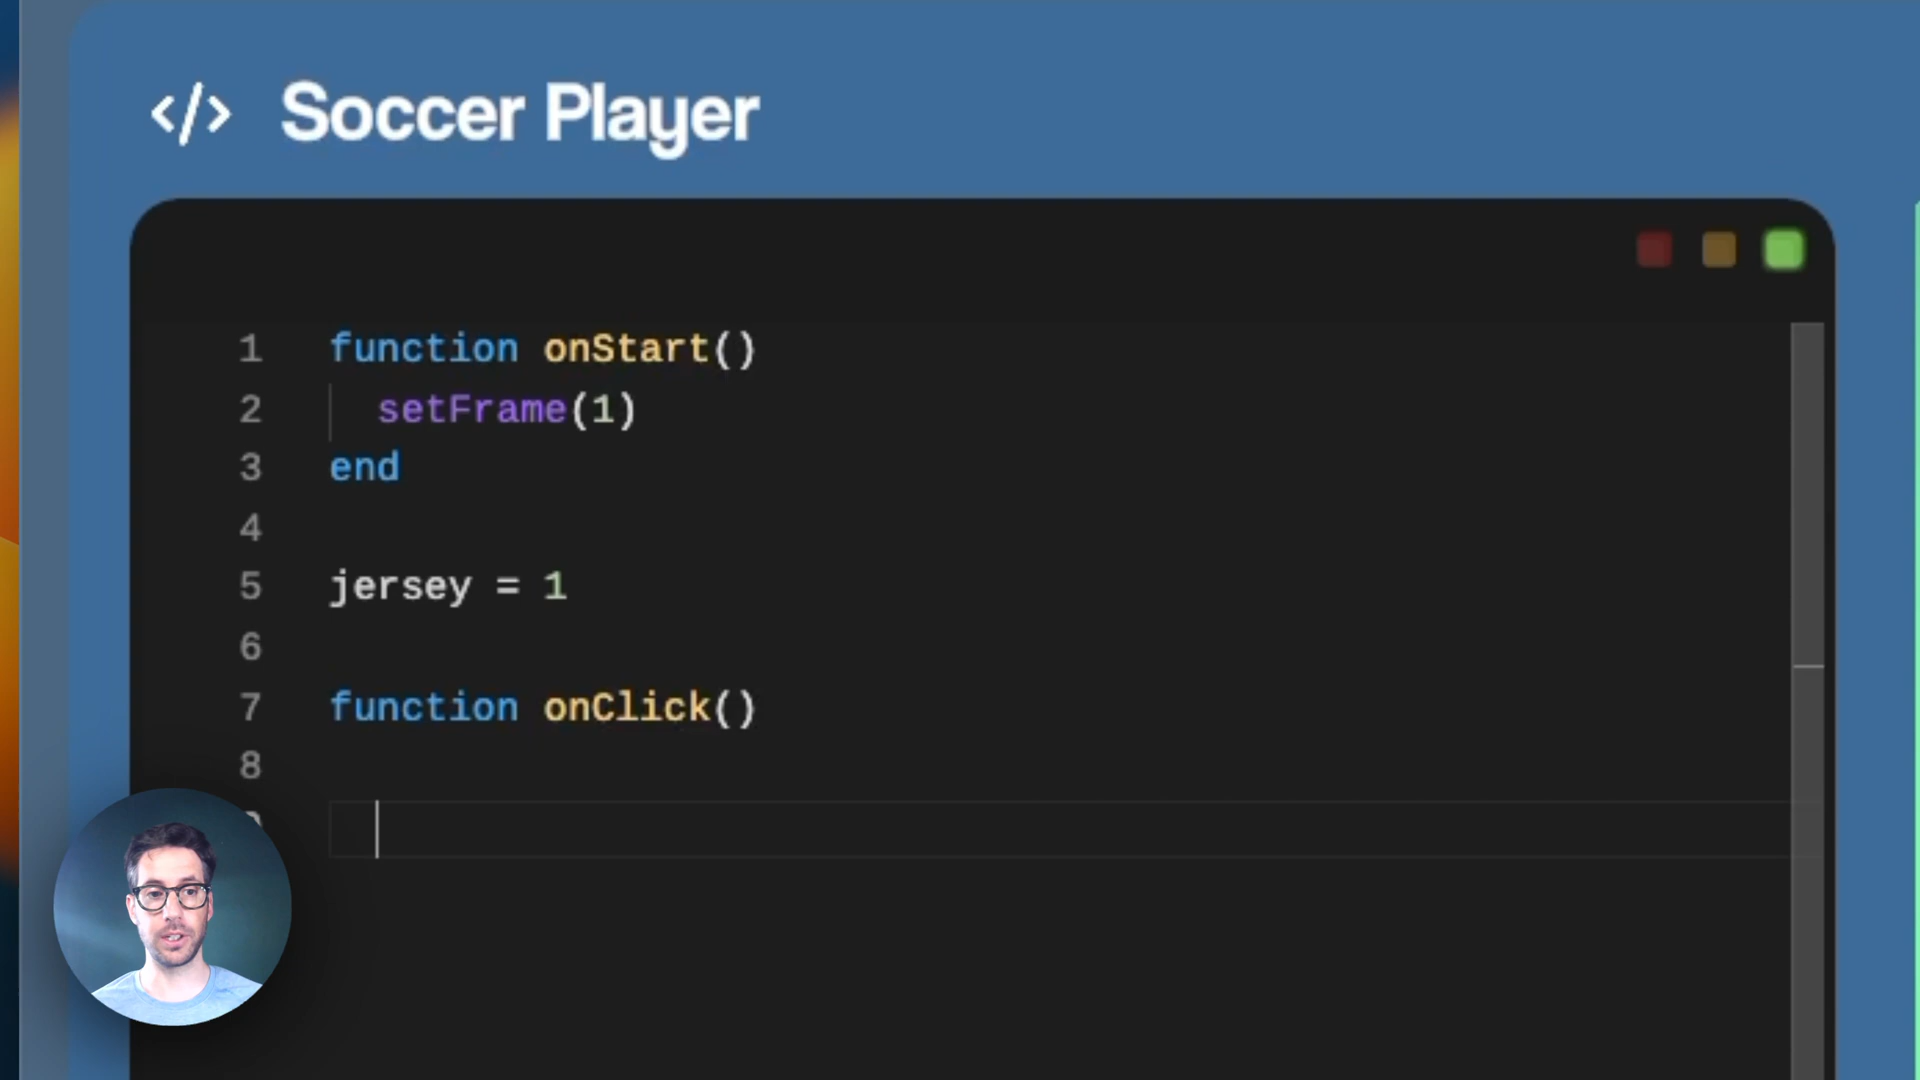 </> Soccer Player
1 function onStart()
2 setFrame(1)
3 end
4
5 jersey = 1
6
7 function onClick()
8